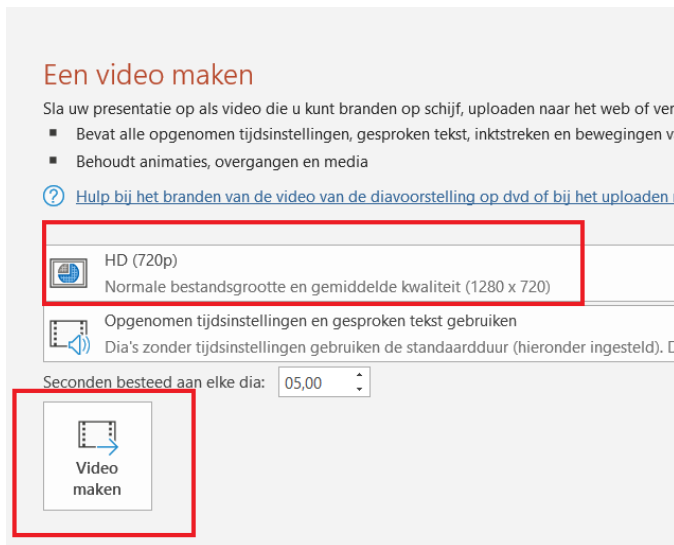 Een video maken
Sla uw presentatie op als video die u kunt branden op schijf, uploaden naar het web of
Bevat alle opgenomen tijdsinstellingen, gesproken tekst, inktstreken en bewegingen
Behoudt animaties, overgangen en media
Hulp bij het branden van de video van de diavoorstelling op dvd of bij het uploaden
HD (720p)
Normale bestandsgrootte en gemiddelde kwaliteit (1280 x 720)
Opgenomen tijdsinstellingen en gesproken tekst gebruiken
Dia's zonder tijdsinstellingen gebruiken de standaardduur (hieronder ingesteld).
Seconden besteed aan elke dia: 05,00
Video
maken